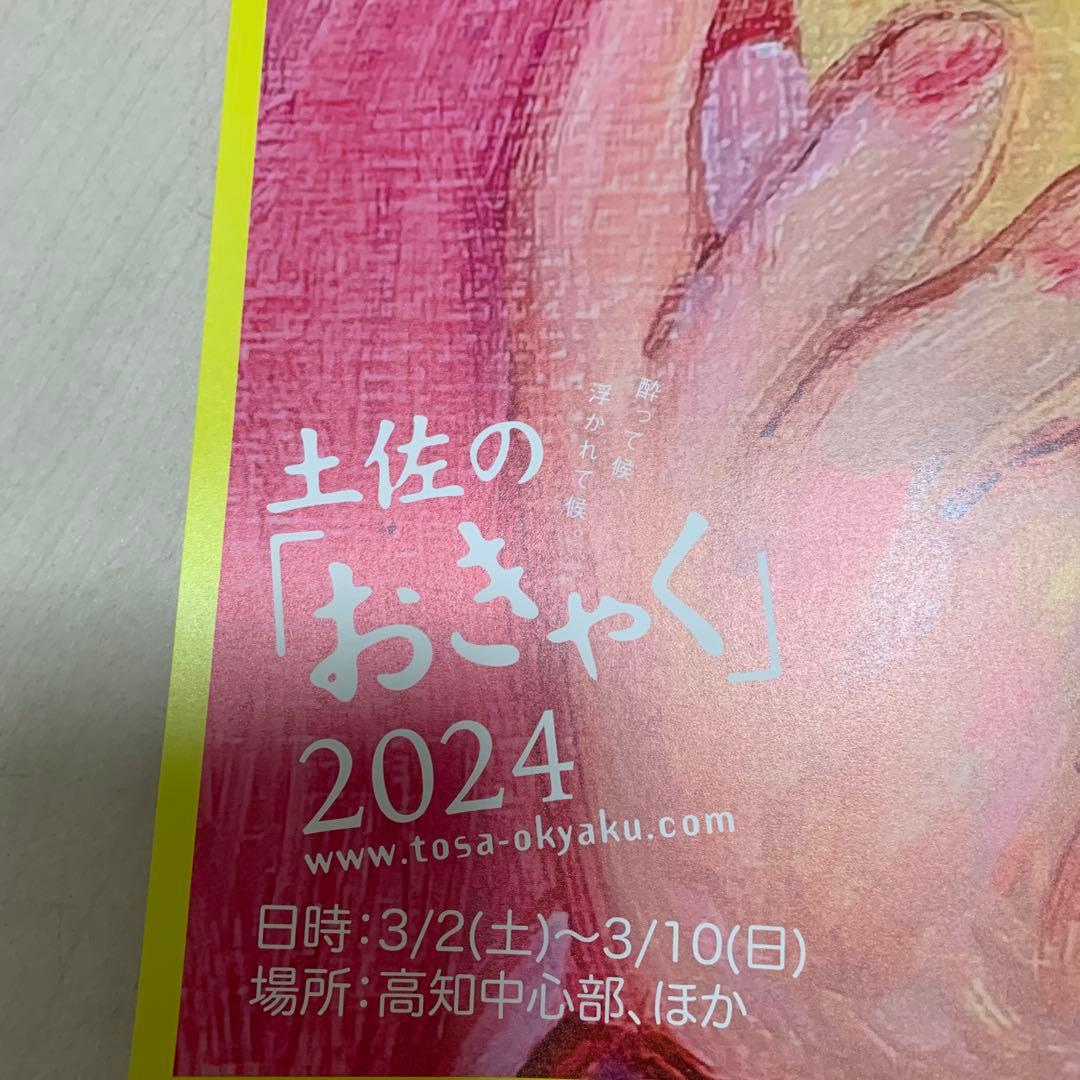 酔って候、
浮かれて候。
土佐の
「おきゃく」
2024
www.tosa-okyaku.com
日時：3/2(土)～3/10(日)
場所：高知中心部、ほか